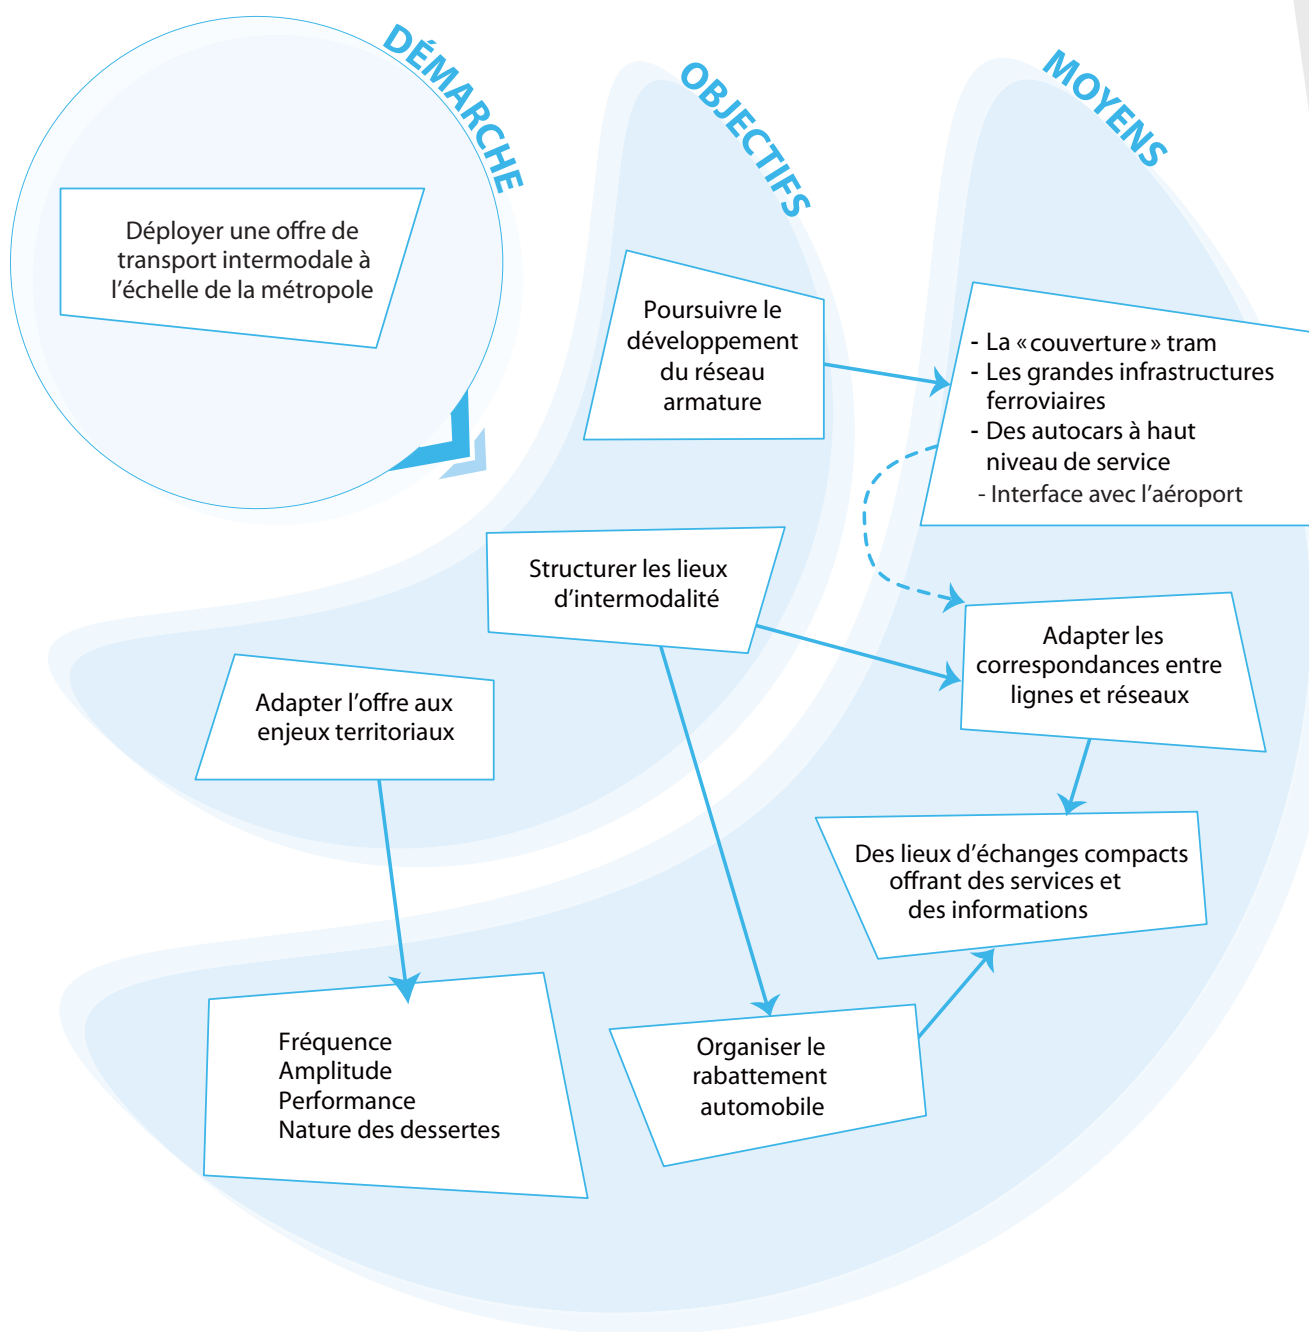 DÉMARCHE
Déployer une offre de
transport intermodale à
l’échelle de la métropole
OBJECTIFS
Poursuivre le
développement
du réseau
armature
Structurer les lieux
d’intermodalité
Adapter l’offre aux
enjeux territoriaux
MOYENS
- La «couverture» tram
- Les grandes infrastructures
ferroviaires
- Des autocars à haut
niveau de service
- Interface avec l’aéroport
Adapter les
correspondances entre
lignes et réseaux
Des lieux d’échanges compacts
offrant des services et
des informations
Organiser le
rabattement
automobile
Fréquence
Amplitude
Performance
Nature des dessertes